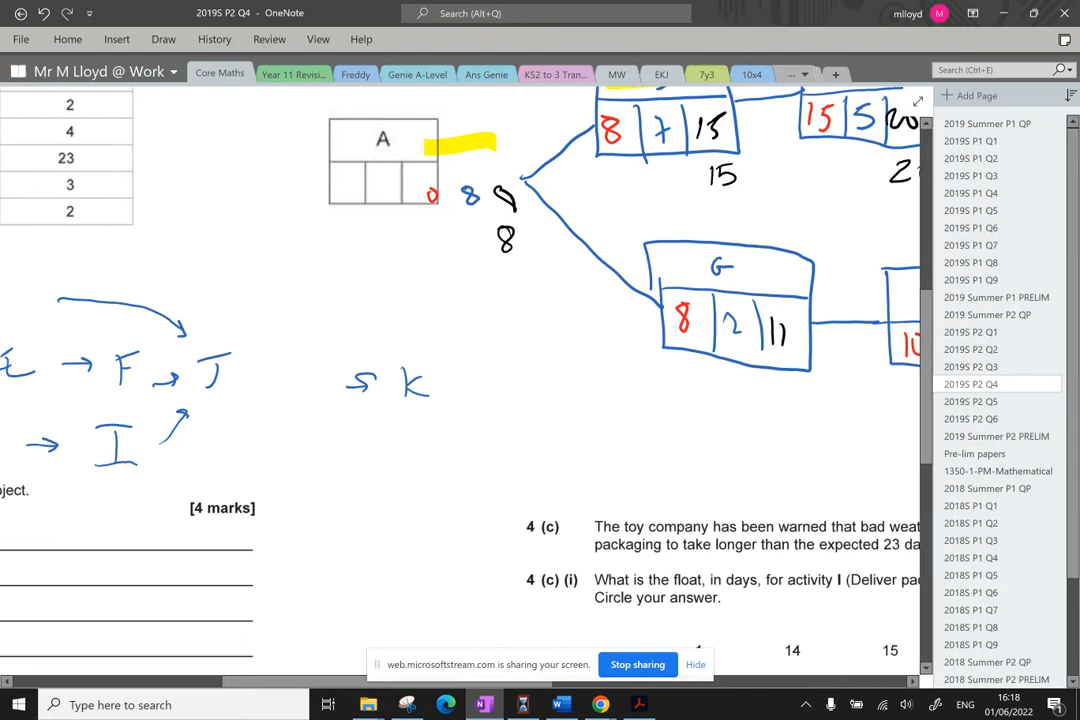 2019S P2 Q4 - OneNote
Search (Alt+Q)
mlloyd
M
File Home Insert Draw History Review View Help
Mr M Lloyd @ Work
Core Maths
Year 11 Revisi...
Freddy
Genie A-Level
Ans Genie
KS2 to 3 Tran...
MW
EKJ
7y3
10x4
...
Search (Ctrl+E)
Add Page
2019 Summer P1 QP
2019S P1 Q1
2019S P1 Q2
2019S P1 Q3
2019S P1 Q4
2019S P1 Q5
2019S P1 Q6
2019S P1 Q7
2019S P1 Q8
2019S P1 Q9
2019 Summer P1 PRELIM
2019 Summer P2 QP
2019S P2 Q1
2019S P2 Q2
2019S P2 Q3
2019S P2 Q4
2019S P2 Q5
2019S P2 Q6
2019 Summer P2 PRELIM
Pre-lim papers
1350-1-PM-Mathematical
2018 Summer P1 QP
2018S P1 Q1
2018S P1 Q2
2018S P1 Q3
2018S P1 Q4
2018S P1 Q5
2018S P1 Q6
2018S P1 Q7
2018S P1 Q8
2018S P1 Q9
2018 Summer P2 QP
2018 Summer P2 PRELIM
2
4
23
3
2
A
0 8
8
8 7 15
15
15 5 20
2
G
8 2 11
10
E → F → J
→ I
→ K
oject.
[4 marks]
4 (c) The toy company has been warned that bad weat
packaging to take longer than the expected 23 da
4 (c) (i) What is the float, in days, for activity I (Deliver pac
Circle your answer.
14 15
web.microsoftstream.com is sharing your screen.
Stop sharing
Hide
Type here to search
ENG
16:18
01/06/2022
1